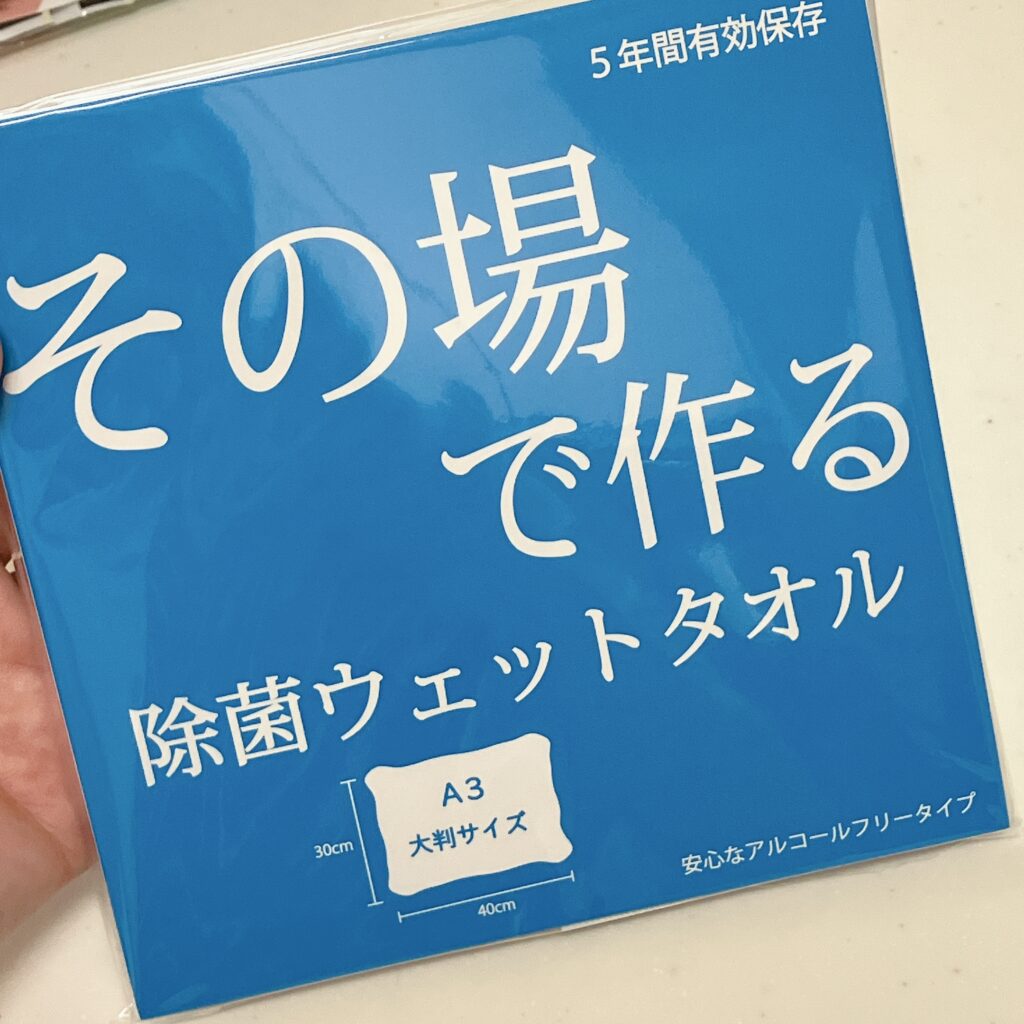 5年間有効保存
その場
で作る
除菌ウェットタオル
A3
大判サイズ
30cm
40cm
安心なアルコールフリータイプ